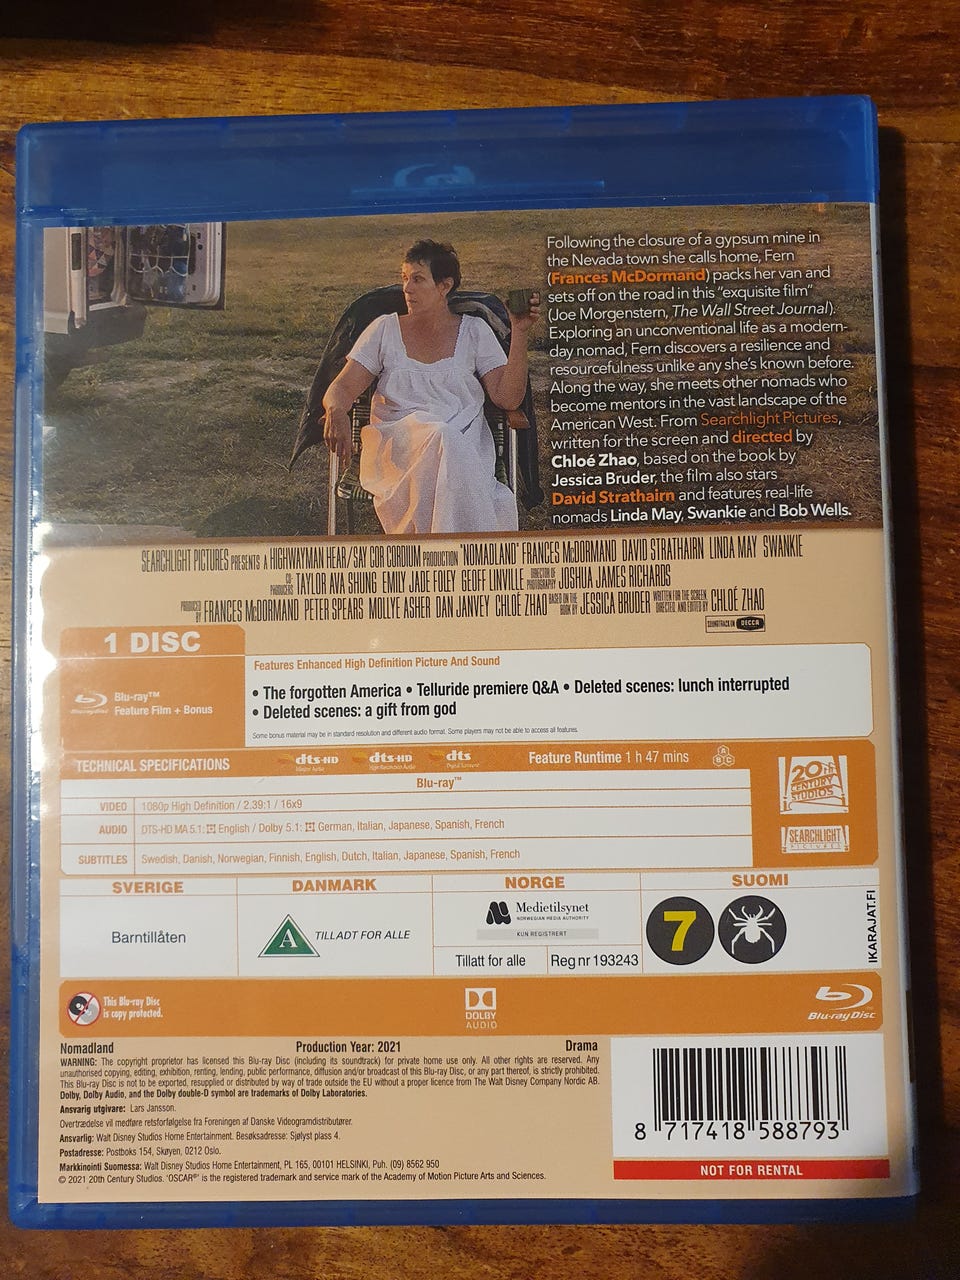 Following the closure of a gypsum mine in
the Nevada town she calls home, Fern
(Frances McDormand) packs her van and
sets off on the road in this "exquisite film"
(Joe Morgenstern, The Wall Street Journal).
Exploring an unconventional life as a modern-
day nomad, Fern discovers a resilience and
resourcefulness unlike any she's known before.
Along the way, she meets other nomads who
become mentors in the vast landscape of the
American West. From Searchlight Pictures,
written for the screen and directed by
Chloé Zhao, based on the book by
Jessica Bruder, the film also stars
David Strathairn and features real-life
nomads Linda May, Swankie and Bob Wells.
SEARCHLIGHT PICTURES PRESENTS A HIGHWAYMAN HEAR/SAY COR CORDIUM PRODUCTION "NOMADLAND" FRANCES McDORMAND DAVID STRATHAIRN LINDA MAY SWANKIE
CO-PRODUCERS TAYLOR AVA SHUNG EMILY JADE FOLEY GEOFF LINVILLE DIRECTOR OF PHOTOGRAPHY JOSHUA JAMES RICHARDS
PRODUCED BY FRANCES McDORMAND PETER SPEARS MOLLYE ASHER DAN JANVEY CHLOÉ ZHAO BASED ON THE BOOK BY JESSICA BRUDER WRITTEN FOR THE SCREEN, DIRECTED, AND EDITED BY CHLOÉ ZHAO
SOUNDTRACK ON DECCA
1 DISC
Blu-ray Disc
Blu-ray™
Feature Film + Bonus
Features Enhanced High Definition Picture And Sound
• The forgotten America • Telluride premiere Q&A • Deleted scenes: lunch interrupted
• Deleted scenes: a gift from god
Some bonus material may be in standard resolution and different audio format. Some players may not be able to access all features.
TECHNICAL SPECIFICATIONS
dts-HD
Master Audio
dts-HD
High Resolution Audio
dts
Digital Surround
Feature Runtime 1 h 47 mins
A B C
Blu-ray™
VIDEO 1080p High Definition / 2.39:1 / 16x9
AUDIO DTS-HD MA 5.1: English / Dolby 5.1: German, Italian, Japanese, Spanish, French
SUBTITLES Swedish, Danish, Norwegian, Finnish, English, Dutch, Italian, Japanese, Spanish, French
20TH
CENTURY
STUDIOS
SEARCHLIGHT
PICTURES
SVERIGE
Barntillåten
DANMARK
A
TILLADT FOR ALLE
NORGE
Medietilsynet
NORWEGIAN MEDIA AUTHORITY
KUN REGISTRERT
Tillatt for alle
Reg nr 193243
SUOMI
7
IKARAJAT.FI
This Blu-ray Disc
is copy protected.
DOLBY
AUDIO
Blu-ray Disc
Nomadland Production Year: 2021 Drama
WARNING: The copyright proprietor has licensed this Blu-ray Disc (including its soundtrack) for private home use only. All other rights are reserved. Any
unauthorised copying, editing, exhibition, renting, lending, public performance, diffusion and/or broadcast of this Blu-ray Disc, or any part thereof, is strictly prohibited.
This Blu-ray Disc is not to be exported, resupplied or distributed by way of trade outside the EU without a proper licence from The Walt Disney Company Nordic AB.
Dolby, Dolby Audio, and the Dolby double-D symbol are trademarks of Dolby Laboratories.
Ansvarig utgivare: Lars Jansson.
Overtrædelse vil medføre retsforfølgelse fra Foreningen af Danske Videogramdistributører.
Ansvarlig: Walt Disney Studios Home Entertainment. Besøksadresse: Sjølyst plass 4.
Postadresse: Postboks 154, Skøyen, 0212 Oslo.
Markkinointi Suomessa: Walt Disney Studios Home Entertainment, PL 165, 00101 HELSINKI, Puh. (09) 8562 950
© 2021 20th Century Studios. 'OSCAR®' is the registered trademark and service mark of the Academy of Motion Picture Arts and Sciences.
8 717418 588793
NOT FOR RENTAL